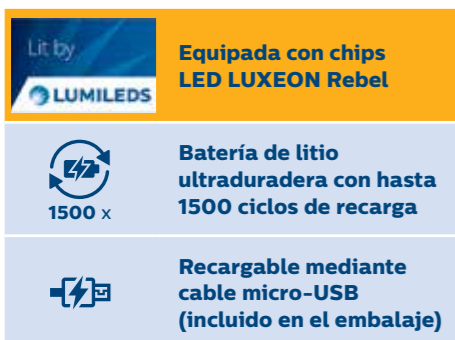 Lit by
LUMILEDS
Equipada con chips
LED LUXEON Rebel
1500 x
Batería de litio
ultraduradera con hasta
1500 ciclos de recarga
Recargable mediante
cable micro-USB
(incluido en el embalaje)